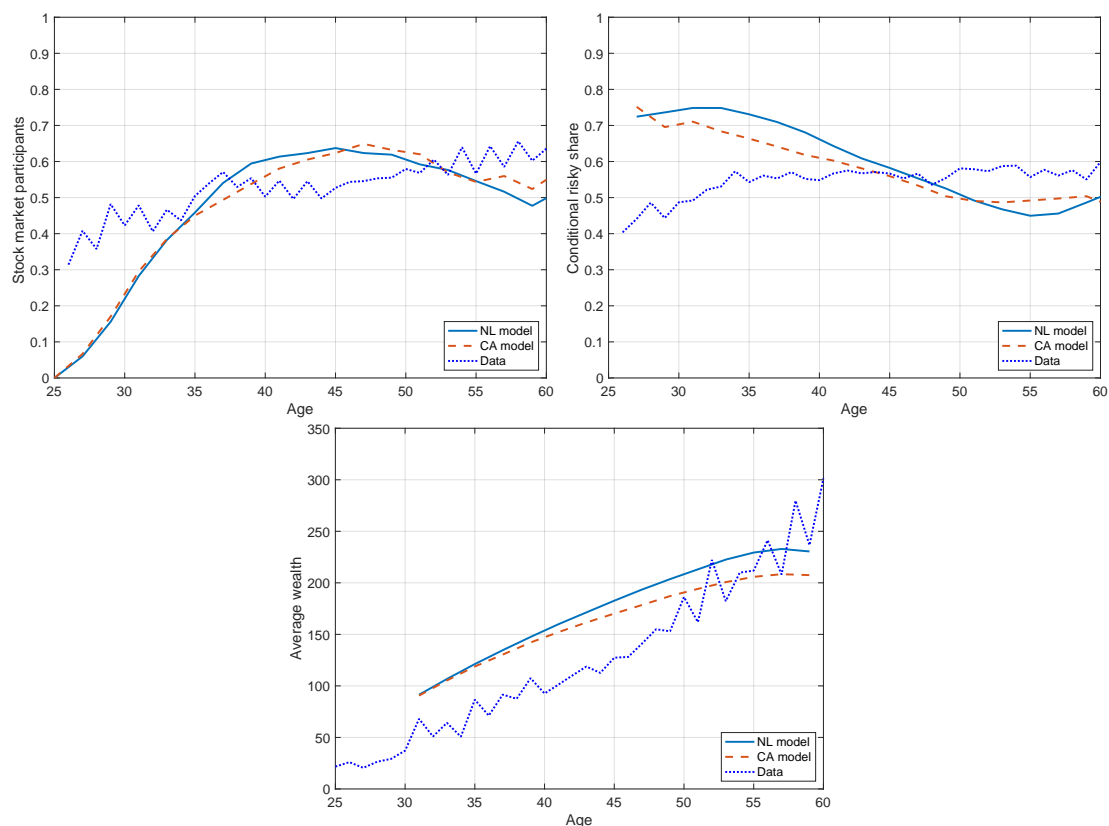 Stock market participants
1
0.9
0.8
0.7
0.6
0.5
0.4
0.3
0.2
0.1
0
25 30 35 40 45 50 55 60
Age
NL model
CA model
Data
Conditional risky share
1
0.9
0.8
0.7
0.6
0.5
0.4
0.3
0.2
0.1
0
25 30 35 40 45 50 55 60
Age
NL model
CA model
Data
Average wealth
350
300
250
200
150
100
50
0
25 30 35 40 45 50 55 60
Age
NL model
CA model
Data